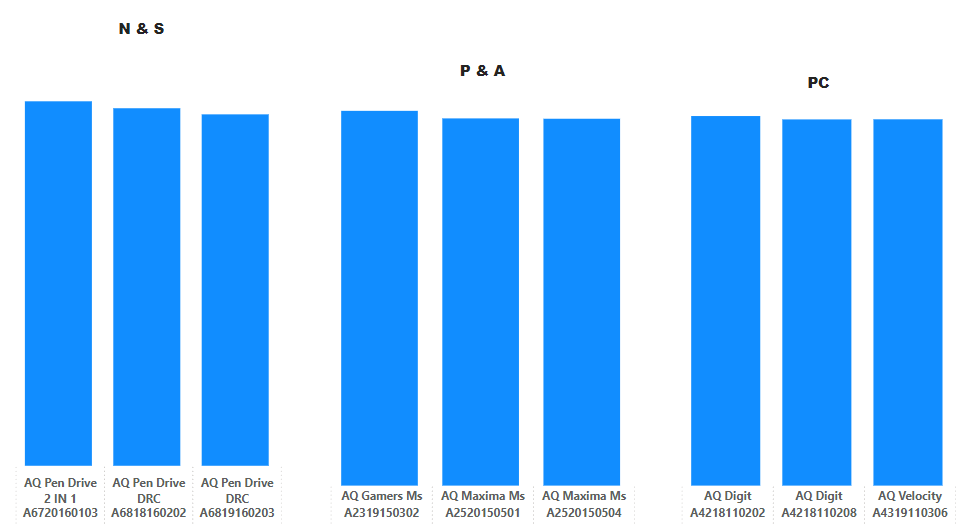 N & S
AQ Pen Drive
2 IN 1
A6720160103
AQ Pen Drive
DRC
A6818160202
AQ Pen Drive
DRC
A6819160203
P & A
AQ Gamers Ms
A2319150302
AQ Maxima Ms
A2520150501
AQ Maxima Ms
A2520150504
PC
AQ Digit
A4218110202
AQ Digit
A4218110208
AQ Velocity
A4319110306